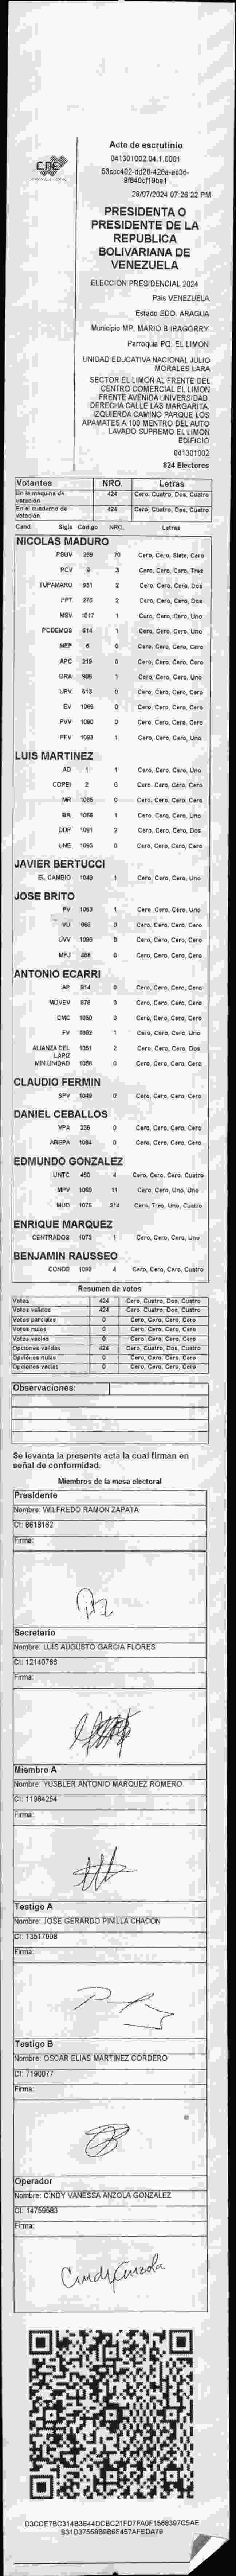 CNE
Acta de escrutinio
041301002.04.1.0001
28/07/2024 07:26:22 PM
PRESIDENTA O
PRESIDENTE DE LA
REPUBLICA
BOLIVARIANA DE
VENEZUELA
ELECCIÓN PRESIDENCIAL 2024
País VENEZUELA
Estado EDO. ARAGUA
Municipio MP. MARIO B IRAGORRY
Parroquia PQ. EL LIMON
UNIDAD EDUCATIVA NACIONAL JULIO
MORALES LARA
SECTOR EL LIMON AL FRENTE DEL
CENTRO COMERCIAL EL LIMON
FRENTE AVENIDA UNIVERSIDAD
DERECHA CALLE LAS MARGARITA.
IZQUIERDA CAMINO PARQUE LOS
APAMATES A 100 MENTRO DEL AUTO
LAVADO SUPREMO EL LIMON
EDIFICIO
041301002
824 Electores
Votantes NRO. Letras
En la máquina de votación 424 Cero, Cuatro, Dos, Cuatro
En el cuaderno de votación 424 Cero, Cuatro, Dos, Cuatro
Cand. Sigla Código NRO. Letras
NICOLAS MADURO
PSUV 269 70 Cero, Cero, Siete, Cero
PCV 9 3 Cero, Cero, Cero, Tres
TUPAMARO 931 2 Cero, Cero, Cero, Dos
PPT 275 2 Cero, Cero, Cero, Dos
MSV 1017 1 Cero, Cero, Cero, Uno
PODEMOS 614 1 Cero, Cero, Cero, Uno
MEP 6 0 Cero, Cero, Cero, Cero
APC 219 0 Cero, Cero, Cero, Cero
ORA 906 1 Cero, Cero, Cero, Uno
UPV 613 0 Cero, Cero, Cero, Cero
EV 1089 0 Cero, Cero, Cero, Cero
PVV 1090 0 Cero, Cero, Cero, Cero
PFV 1093 1 Cero, Cero, Cero, Uno
LUIS MARTINEZ
AD 1 1 Cero, Cero, Cero, Uno
COPEI 2 0 Cero, Cero, Cero, Cero
MR 1065 0 Cero, Cero, Cero, Cero
BR 1066 1 Cero, Cero, Cero, Uno
DDP 1091 2 Cero, Cero, Cero, Dos
UNE 1095 0 Cero, Cero, Cero, Cero
JAVIER BERTUCCI
EL CAMBIO 1048 1 Cero, Cero, Cero, Uno
JOSE BRITO
PV 1063 1 Cero, Cero, Cero, Uno
VU 0 Cero, Cero, Cero, Cero
UVV 1096 0 Cero, Cero, Cero, Cero
MPJ 458 0 Cero, Cero, Cero, Cero
ANTONIO ECARRI
AP 914 0 Cero, Cero, Cero, Cero
MOVEV 978 0 Cero, Cero, Cero, Cero
CMC 1050 0 Cero, Cero, Cero, Cero
FV 1082 1 Cero, Cero, Cero, Uno
ALIANZA DEL LAPIZ 1051 2 Cero, Cero, Cero, Dos
MIN UNIDAD 1058 0 Cero, Cero, Cero, Cero
CLAUDIO FERMIN
SPV 1049 0 Cero, Cero, Cero, Cero
DANIEL CEBALLOS
VPA 236 0 Cero, Cero, Cero, Cero
AREPA 1094 0 Cero, Cero, Cero, Cero
EDMUNDO GONZALEZ
UNTC 460 4 Cero, Cero, Cero, Cuatro
MPV 1069 11 Cero, Cero, Uno, Uno
MUD 1075 314 Cero, Tres, Uno, Cuatro
ENRIQUE MARQUEZ
CENTRADOS 1073 1 Cero, Cero, Cero, Uno
BENJAMIN RAUSSEO
CONDE 1092 4 Cero, Cero, Cero, Cuatro
Resumen de votos
Votos 424 Cero, Cuatro, Dos, Cuatro
Votos validos 424 Cero, Cuatro, Dos, Cuatro
Votos parciales 0 Cero, Cero, Cero, Cero
Votos nulos 0 Cero, Cero, Cero, Cero
Votos vacios 0 Cero, Cero, Cero, Cero
Opciones validas 424 Cero, Cuatro, Dos, Cuatro
Opciones nulas 0 Cero, Cero, Cero, Cero
Opciones vacias 0 Cero, Cero, Cero, Cero
Observaciones:
Se levanta la presente acta la cual firman en
señal de conformidad.
Miembros de la mesa electoral
Presidente
Nombre: WILFREDO RAMON ZAPATA
CI: 8618162
Firma:
Secretario
Nombre: LUIS AUGUSTO GARCIA FLORES
CI: 12140766
Firma:
Miembro A
Nombre: YUSBLER ANTONIO MARQUEZ ROMERO
CI: 11984254
Firma:
Testigo A
Nombre: JOSE GERARDO PINILLA CHACON
CI: 13517908
Firma:
Testigo B
Nombre: OSCAR ELIAS MARTINEZ CORDERO
CI: 7190077
Firma:
Operador
Nombre: CINDY VANESSA ANZOLA GONZALEZ
CI: 14759583
Firma:
Cindy Anzola